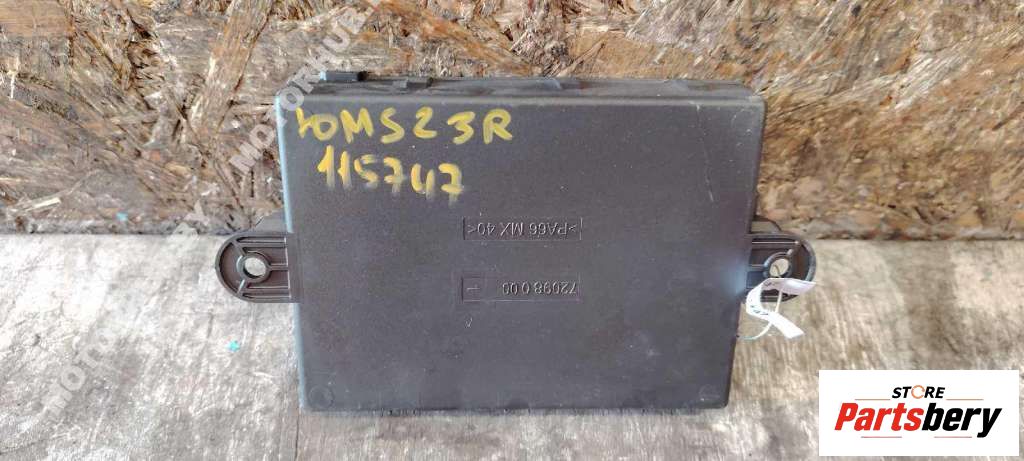 10MS23R
115747
>PA66 MX 40<
72098 0 00
STORE
Partsbery